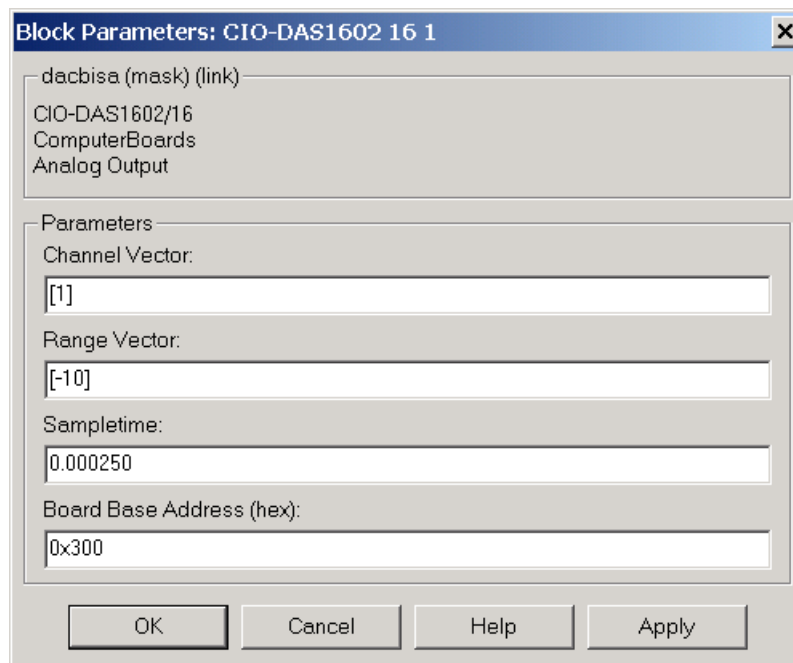 Block Parameters: CIO-DAS1602 16 1
dacbisa (mask) (link)
CIO-DAS1602/16
ComputerBoards
Analog Output
Parameters
Channel Vector:
[1]
Range Vector:
[-10]
Sampletime:
0.000250
Board Base Address (hex):
0x300
OK Cancel Help Apply